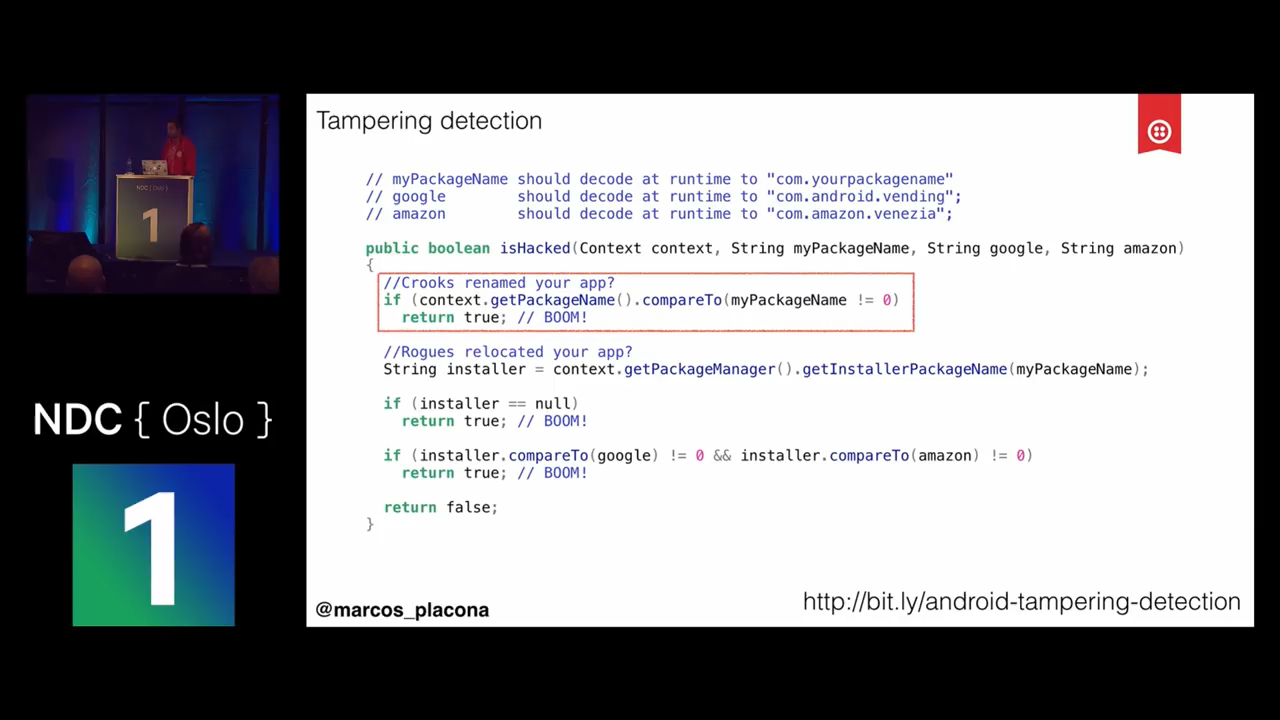 Tampering detection
// myPackageName should decode at runtime to "com.yourpackagename"
// google        should decode at runtime to "com.android.vending";
// amazon        should decode at runtime to "com.amazon.venezia";
public boolean isHacked(Context context, String myPackageName, String google, String amazon)
{
//Crooks renamed your app?
if (context.getPackageName().compareTo(myPackageName != 0)
return true; // BOOM!
//Rogues relocated your app?
String installer = context.getPackageManager().getInstallerPackageName(myPackageName);
if (installer == null)
return true; // BOOM!
if (installer.compareTo(google) != 0 && installer.compareTo(amazon) != 0)
return true; // BOOM!
return false;
}
@marcos_placona
http://bit.ly/android-tampering-detection
NDC { Oslo }
1
NDC { Oslo }
1